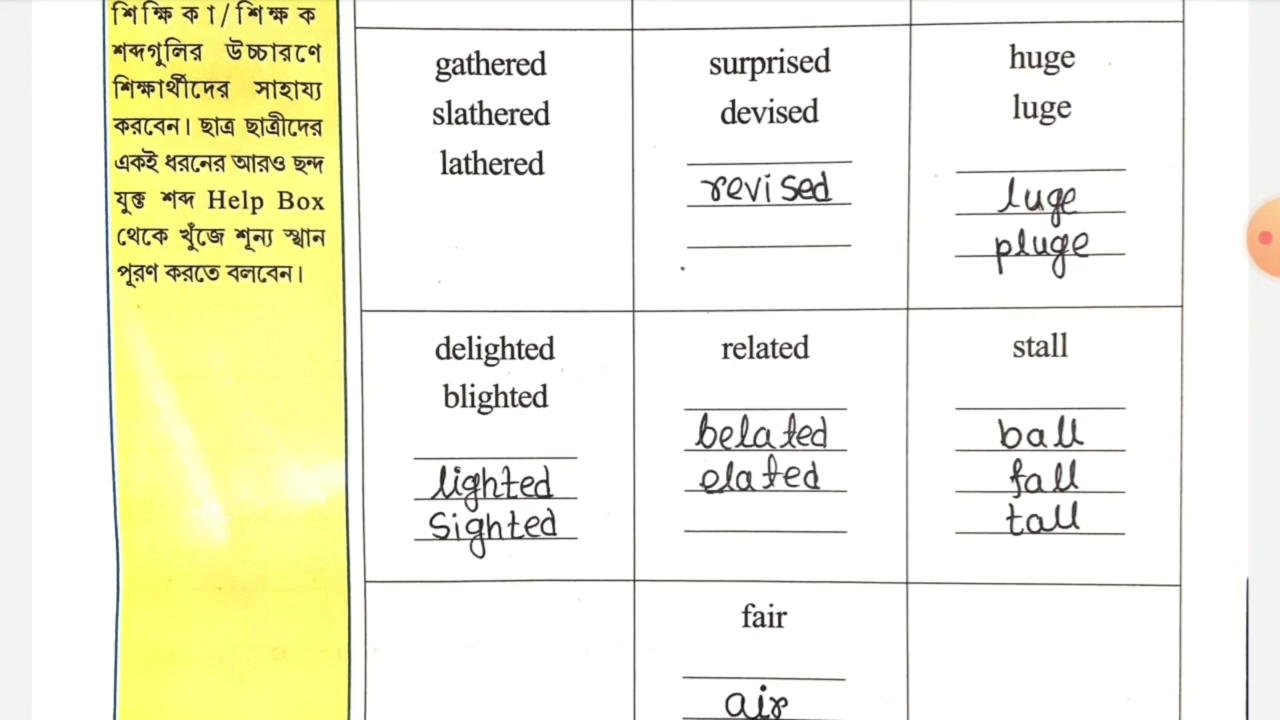 শিক্ষিকা/শিক্ষক
শব্দগুলির উচ্চারণে
শিক্ষার্থীদের সাহায্য
করবেন। ছাত্র ছাত্রীদের
একই ধরনের আরও ছন্দ
যুক্ত শব্দ Help Box
থেকে খুঁজে শূন্য স্থান
পূরণ করতে বলবেন।
gathered
slathered
lathered
surprised
devised
revised
huge
luge
luge
pluge
delighted
blighted
lighted
Sighted
related
belated
elated
stall
ball
fall
tall
fair
air